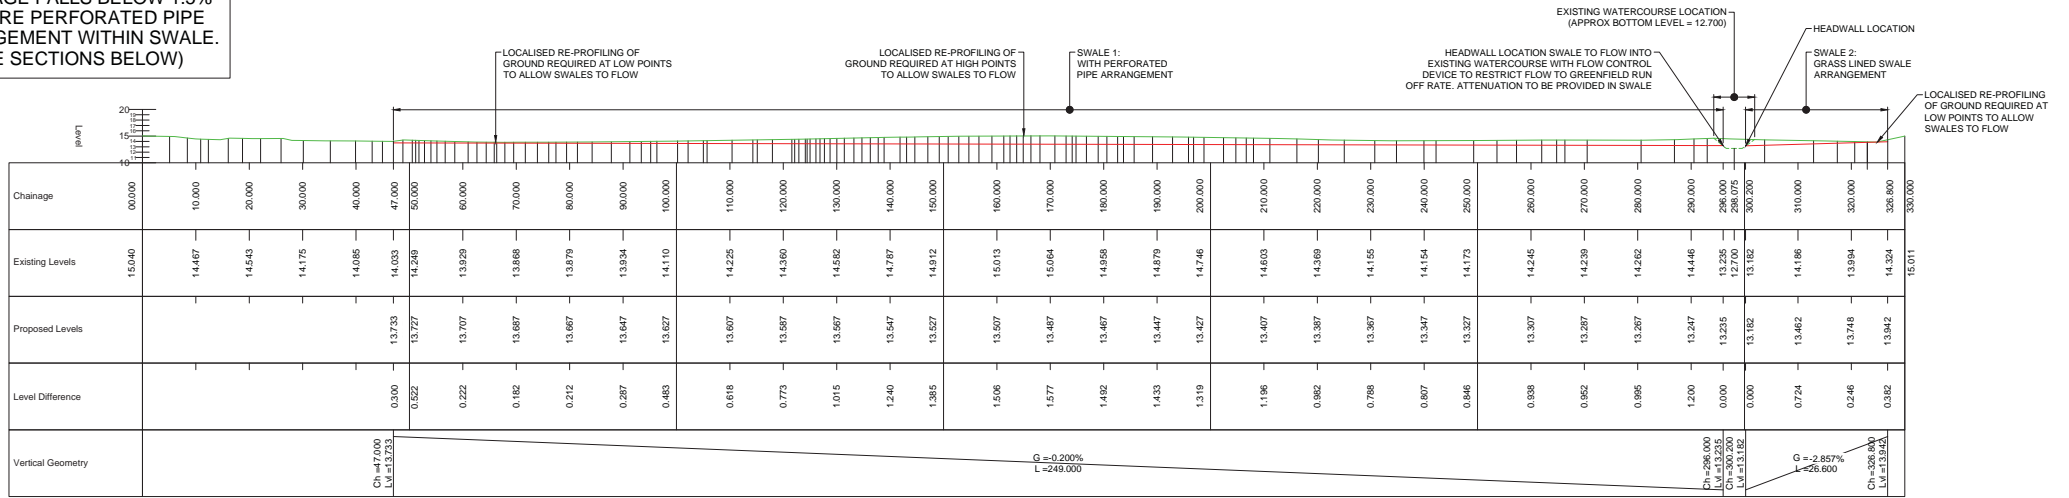 RE PERFORATED PIPE
GEMENT WITHIN SWALE.
E SECTIONS BELOW)
LOCALISED RE-PROFILING OF
GROUND REQUIRED AT LOW POINTS
TO ALLOW SWALES TO FLOW
LOCALISED RE-PROFILING OF
GROUND REQUIRED AT HIGH POINTS
TO ALLOW SWALES TO FLOW
SWALE 1:
WITH PERFORATED
PIPE ARRANGEMENT
HEADWALL LOCATION SWALE TO FLOW INTO
EXISTING WATERCOURSE WITH FLOW CONTROL
DEVICE TO RESTRICT FLOW TO GREENFIELD RUN
OFF RATE. ATTENUATION TO BE PROVIDED IN SWALE
EXISTING WATERCOURSE LOCATION
(APPROX BOTTOM LEVEL = 12.700)
HEADWALL LOCATION
SWALE 2:
GRASS LINED SWALE
ARRANGEMENT
LOCALISED RE-PROFILING
OF GROUND REQUIRED AT
LOW POINTS TO ALLOW
SWALES TO FLOW
Level
20
19
18
17
16
15
14
13
12
11
10
Chainage 00.000 10.000 20.000 30.000 40.000 47.000 50.000 60.000 70.000 80.000 90.000 100.000 110.000 120.000 130.000 140.000 150.000 160.000 170.000 180.000 190.000 200.000 210.000 220.000 230.000 240.000 250.000 260.000 270.000 280.000 290.000 296.000 298.075 300.200 310.000 320.000 326.800 330.000
Existing Levels 15.040 14.467 14.543 14.175 14.085 14.033 14.249 13.929 13.868 13.879 13.934 14.110 14.225 14.360 14.582 14.787 14.912 15.013 15.064 14.958 14.879 14.746 14.603 14.369 14.155 14.154 14.173 14.245 14.239 14.262 14.446 13.235 12.700 13.182 14.186 13.994 14.324 15.011
Proposed Levels 13.733 13.727 13.707 13.687 13.667 13.647 13.627 13.607 13.587 13.567 13.547 13.527 13.507 13.487 13.467 13.447 13.427 13.407 13.387 13.367 13.347 13.327 13.307 13.287 13.267 13.247 13.235 13.182 13.462 13.748 13.942
Level Difference 0.300 0.522 0.222 0.182 0.212 0.287 0.483 0.618 0.773 1.015 1.240 1.385 1.506 1.577 1.492 1.433 1.319 1.196 0.982 0.788 0.807 0.846 0.938 0.952 0.995 1.200 0.000 0.000 0.724 0.246 0.382
Vertical Geometry
Ch =47.000
Lvl =13.733
G =-0.200%
L =249.000
Ch =296.000
Lvl =13.235
Ch =300.200
Lvl =13.182
G =-2.857%
L =26.600
Ch =326.800
Lvl =13.942